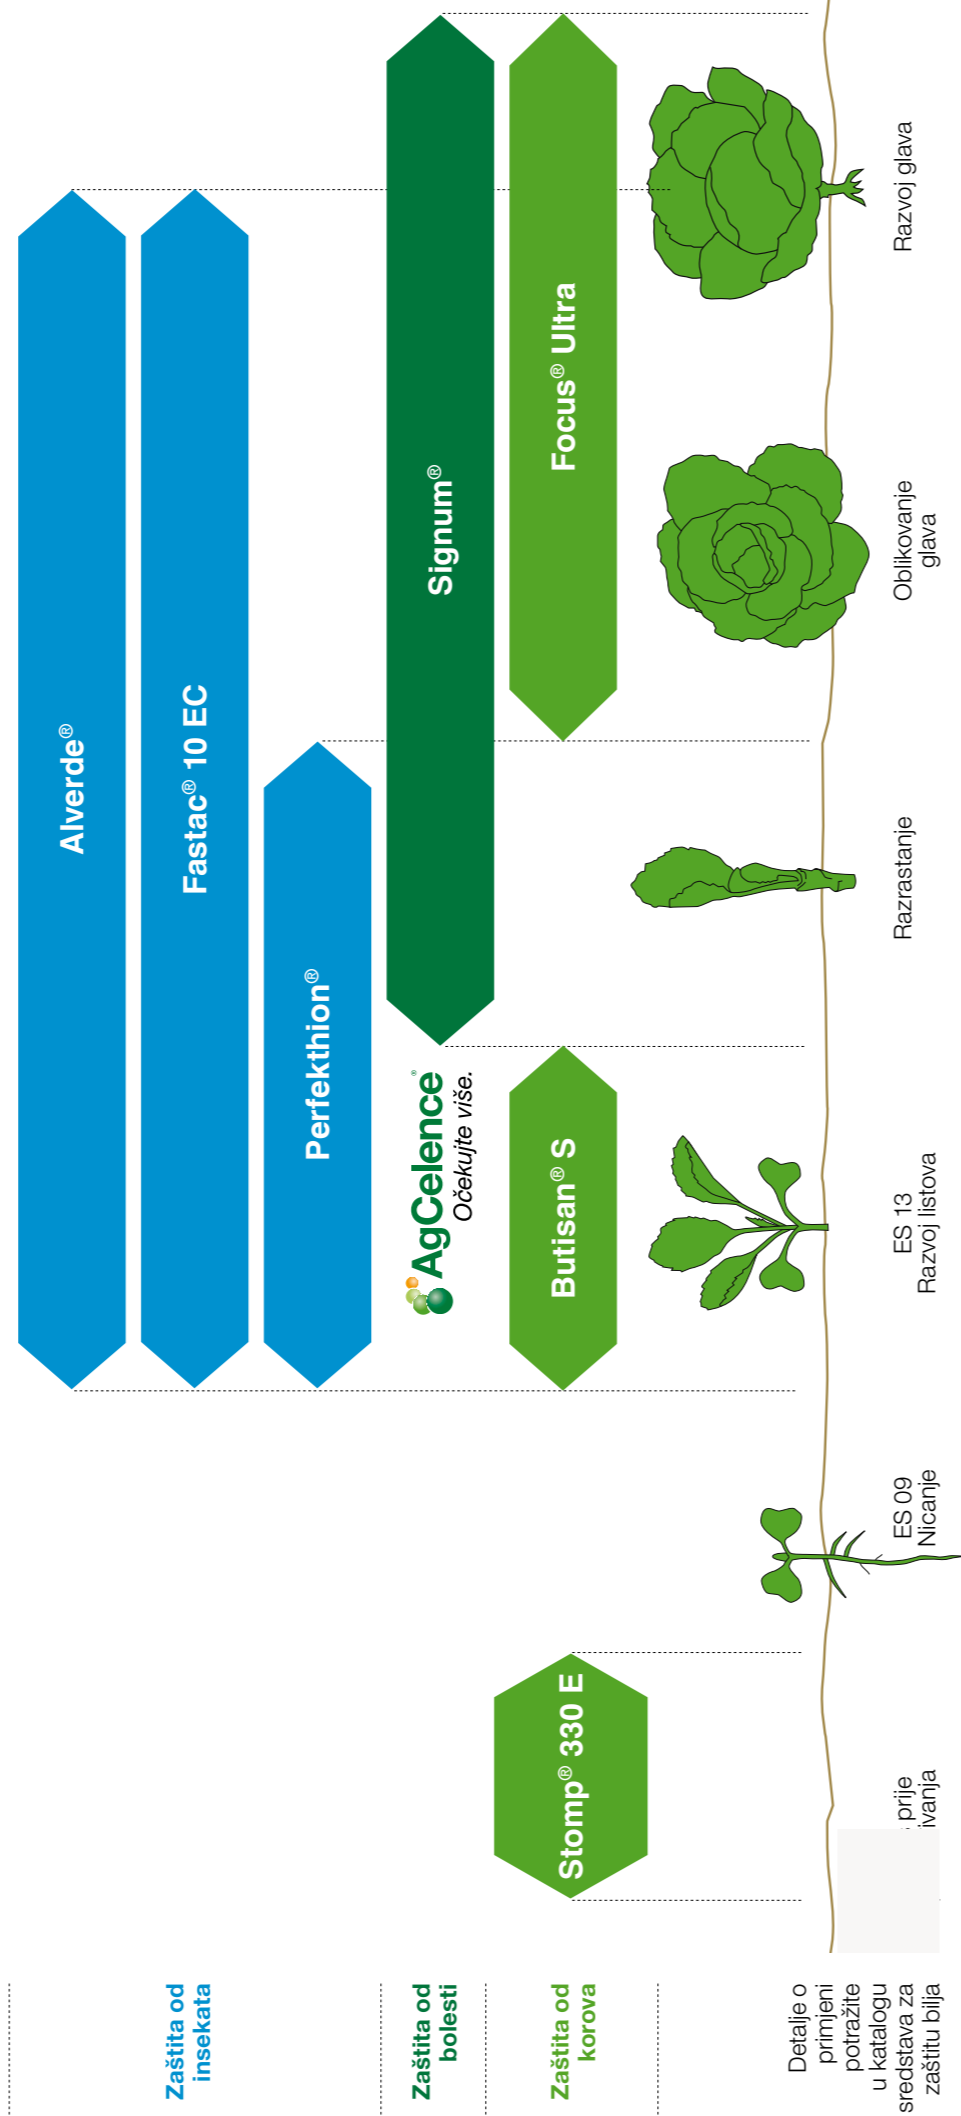 Zaštita od
insekata
Alverde®
Fastac® 10 EC
Perfekthion®
Zaštita od
bolesti
AgCelence®
Očekujte više.
Signum®
Zaštita od
korova
Stomp® 330 E
Butisan® S
Focus® Ultra
Detalje o
primjeni
potražite
u katalogu
sredstava za
zaštitu bilja
prije
ES 09
Nicanje
ES 13
Razvoj listova
Razrastanje
Oblikovanje
glava
Razvoj glava